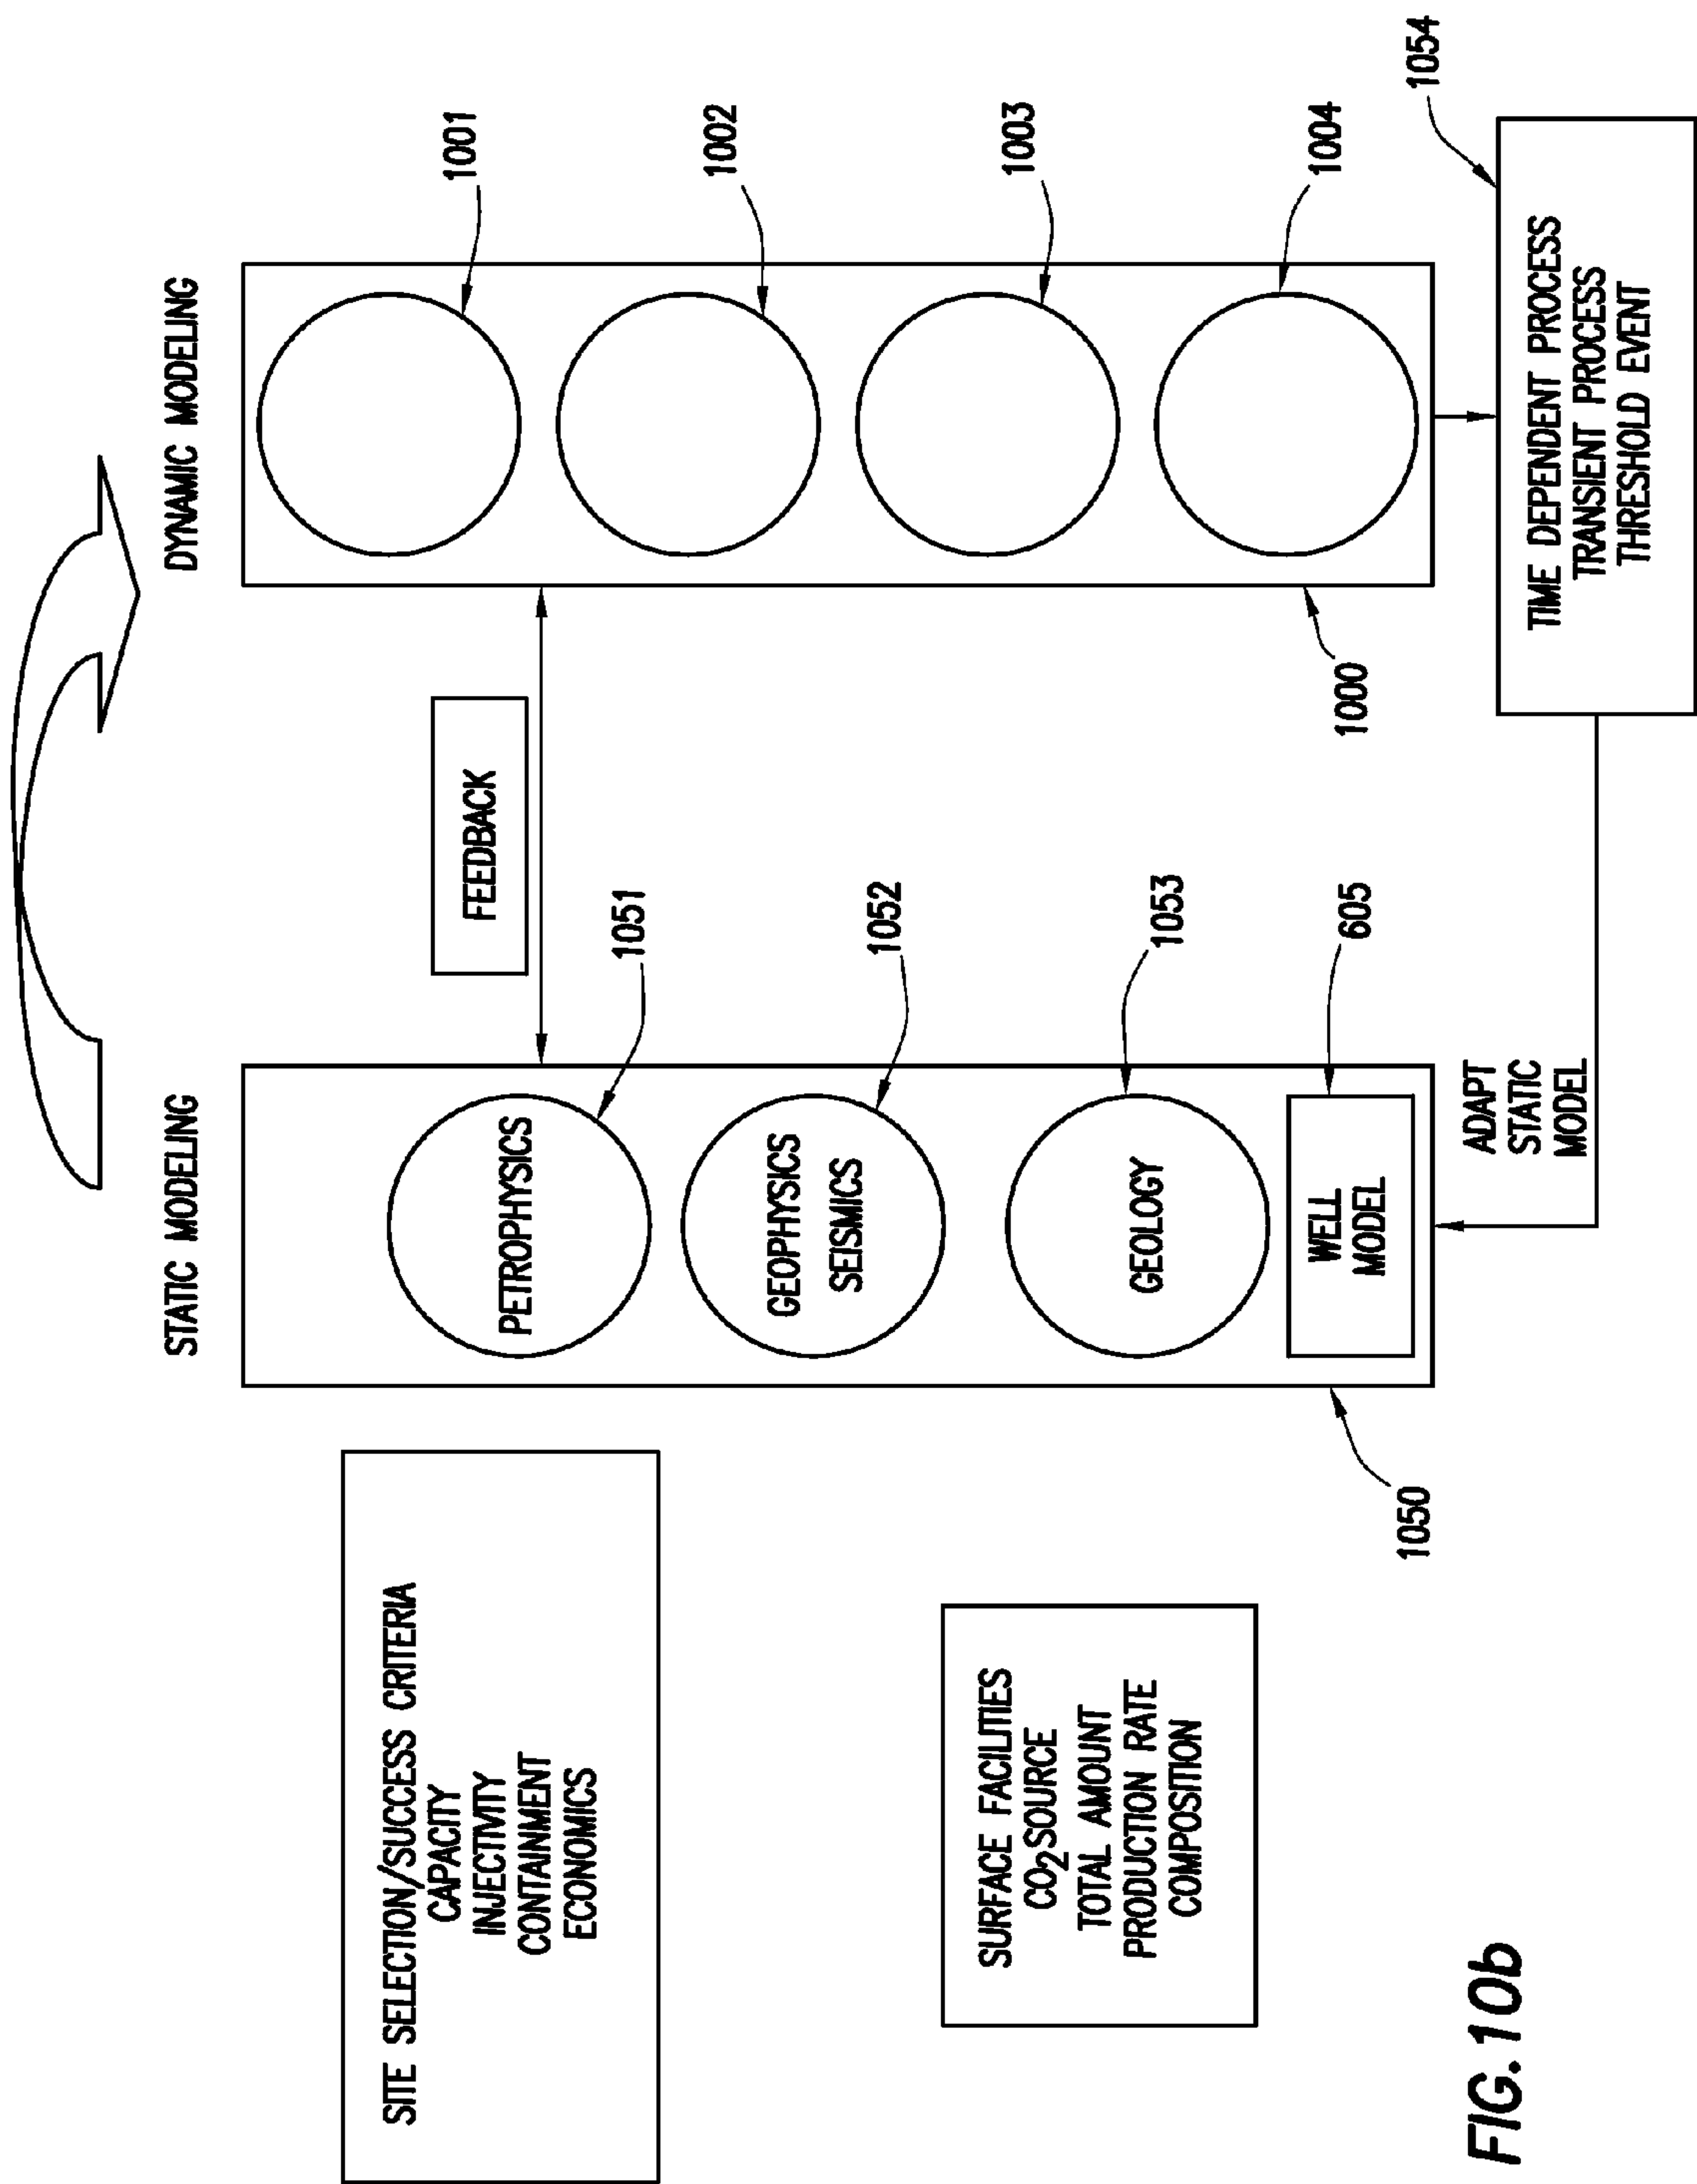 STATIC MODELING
DYNAMIC MODELING
SITE SELECTION/SUCCESS CRITERIA
CAPACITY
INJECTIVITY
CONTAINMENT
ECONOMICS
SURFACE FACILITIES
CO2SOURCE
TOTAL AMOUNT
PRODUCTION RATE
COMPOSITION
PETROPHYSICS
1051
GEOPHYSICS
SEISMICS
1052
GEOLOGY
1053
WELL
MODEL
605
1050
FEEDBACK
1001
1002
1003
1004
1000
ADAPT
STATIC
MODEL
TIME DEPENDENT PROCESS
TRANSIENT PROCESS
THRESHOLD EVENT
1054
FIG.10b